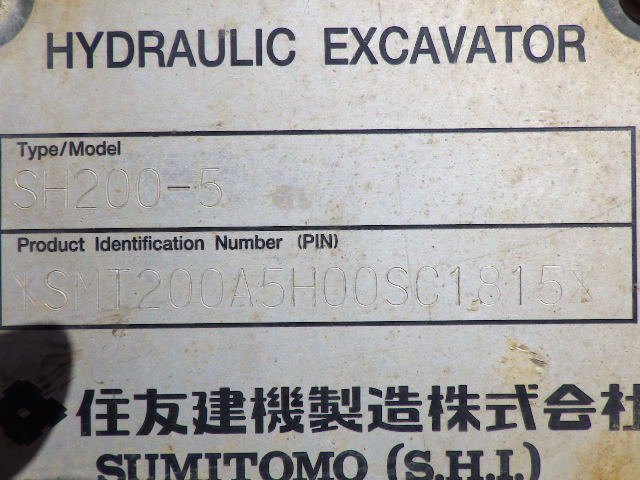 HYDRAULIC EXCAVATOR
Type/Model
SH200-5
Product Identification Number (PIN)
*SMT200A5H00SC1815*
住友建機製造株式会社
SUMITOMO (S.H.I.)